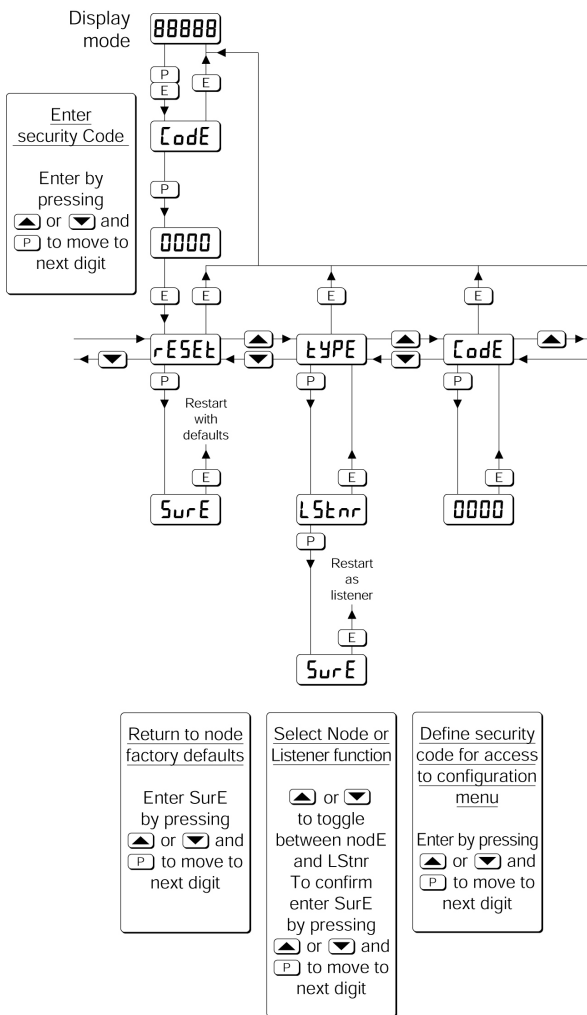 Display
mode
88888
P
E
E
Enter
security Code
Enter by
pressing
or and
P to move to
next digit
CodE
P
0000
E E E E
rESEt tYPE CodE
P P P
Restart
with
defaults
E E E
SurE LStnr 0000
P
Restart
as
listener
E
SurE
Return to node
factory defaults
Enter SurE
by pressing
or and
P to move to
next digit
Select Node or
Listener function
or
to toggle
between nodE
and LStnr
To confirm
enter SurE
by pressing
or and
P to move to
next digit
Define security
code for access
to configuration
menu
Enter by pressing
or and
P to move to
next digit